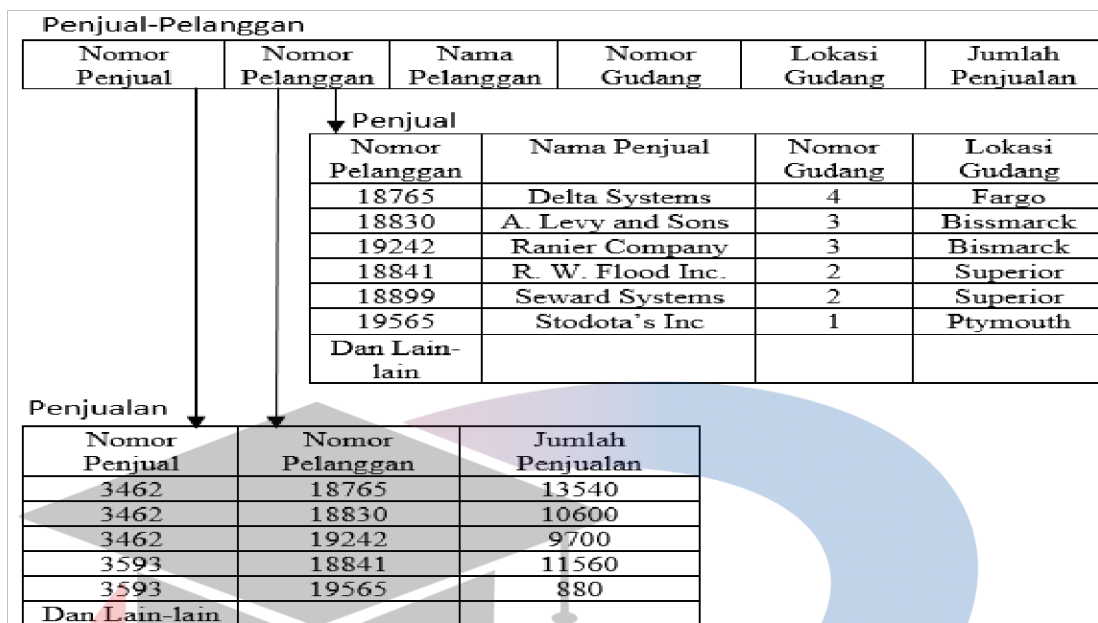 Penjual-Pelanggan
Nomor Penjual Nomor Pelanggan Nama Pelanggan Nomor Gudang Lokasi Gudang Jumlah Penjualan
Penjual
Nomor Pelanggan Nama Penjual Nomor Gudang Lokasi Gudang
18765 Delta Systems 4 Fargo
18830 A. Levy and Sons 3 Bissmarck
19242 Ranier Company 3 Bismarck
18841 R. W. Flood Inc. 2 Superior
18899 Seward Systems 2 Superior
19565 Stodota's Inc 1 Ptymouth
Dan Lain-lain
Penjualan
Nomor Penjual Nomor Pelanggan Jumlah Penjualan
3462 18765 13540
3462 18830 10600
3462 19242 9700
3593 18841 11560
3593 19565 880
Dan Lain-lain